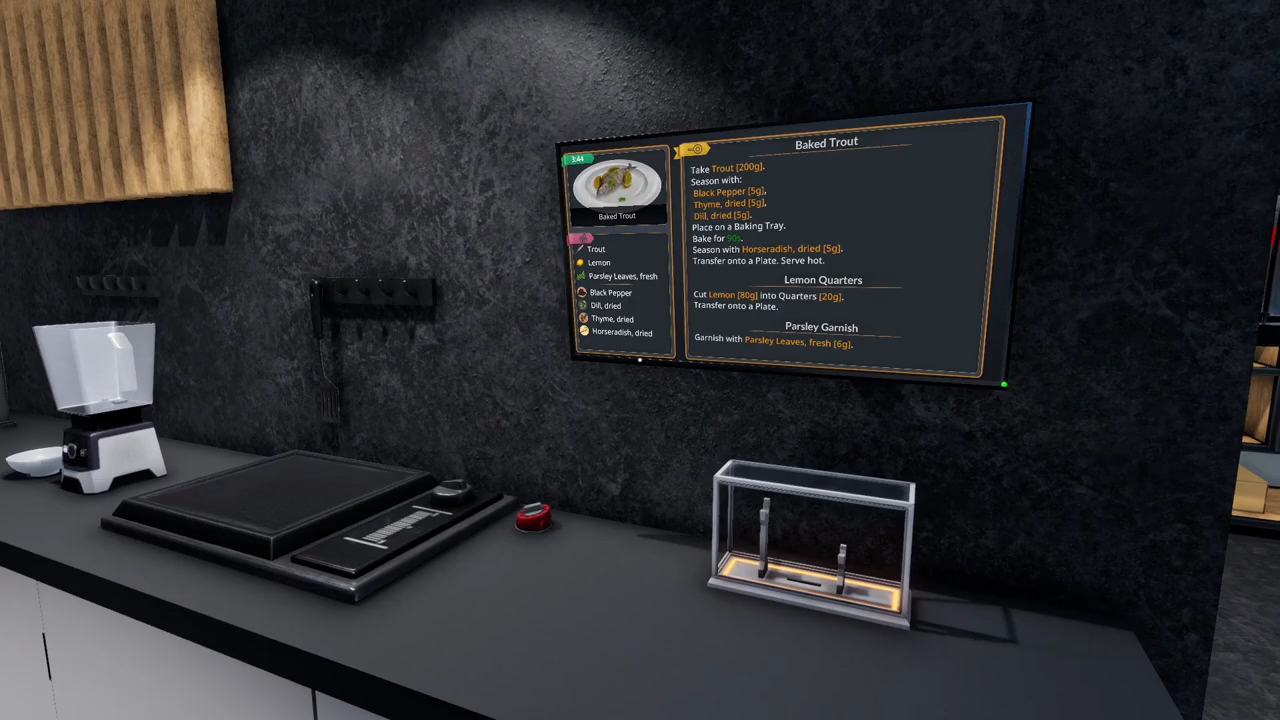 3:44
Baked Trout
Trout
Lemon
Parsley Leaves, fresh
Black Pepper
Dill, dried
Thyme, dried
Horseradish, dried
Baked Trout
Take Trout [200g].
Season with:
Black Pepper [5g],
Thyme, dried [5g],
Dill, dried [5g].
Place on a Baking Tray.
Bake for 90s.
Season with Horseradish, dried [5g].
Transfer onto a Plate. Serve hot.
Lemon Quarters
Cut Lemon [80g] into Quarters [20g].
Transfer onto a Plate.
Parsley Garnish
Garnish with Parsley Leaves, fresh [6g].